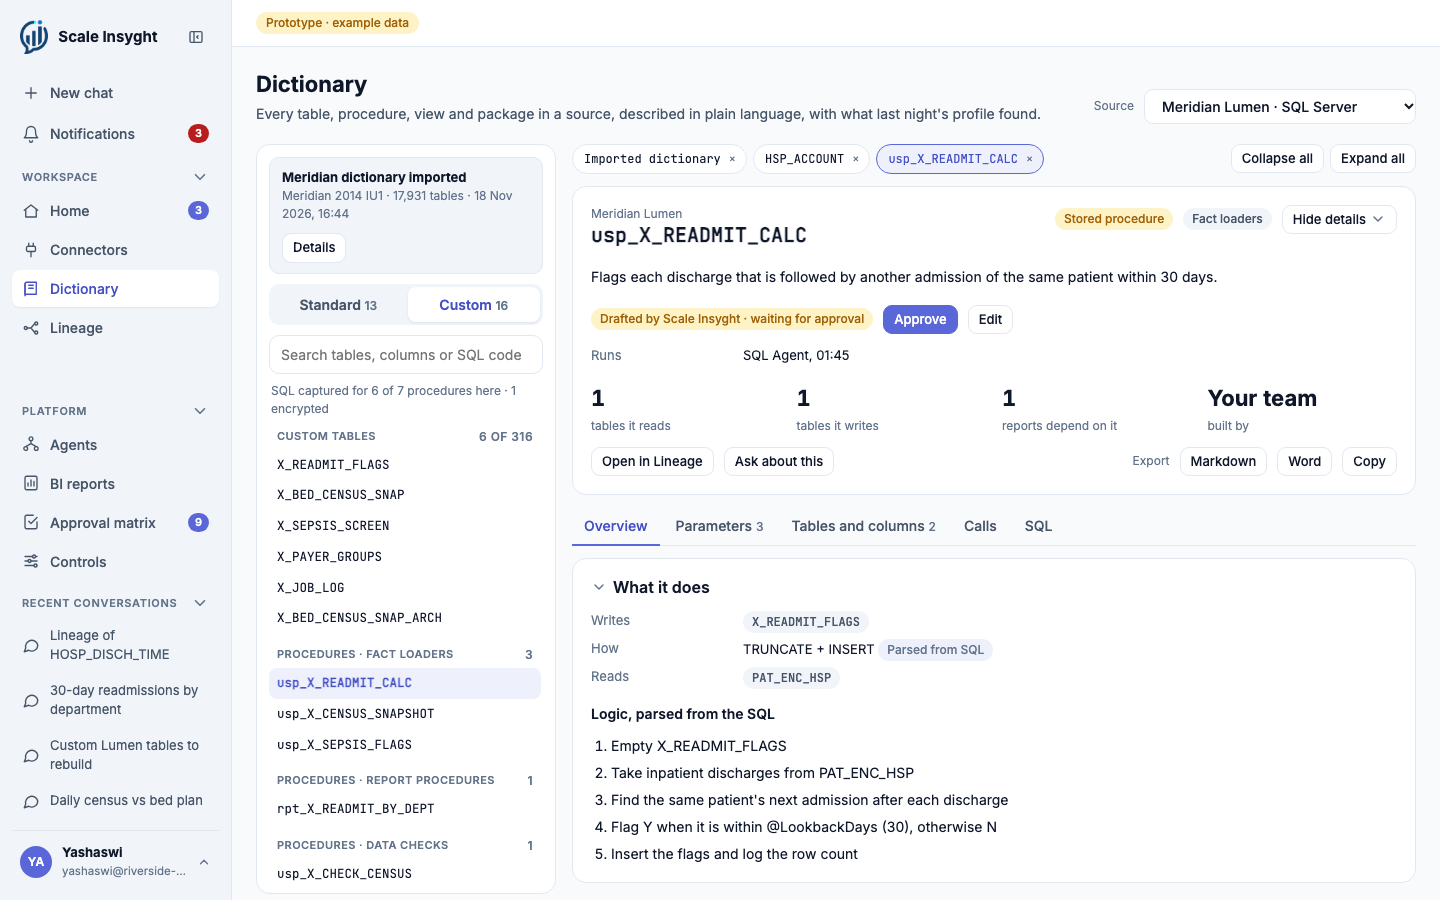 Scale Insyght
New chat
Notifications 3
WORKSPACE
Home 3
Connectors
Dictionary
Lineage
PLATFORM
Agents
BI reports
Approval matrix 9
Controls
RECENT CONVERSATIONS
Lineage of
HOSP_DISCH_TIME
30-day readmissions by
department
Custom Lumen tables to
rebuild
Daily census vs bed plan
YA
Yashaswi
yashaswi@riverside-...
Prototype · example data
Dictionary
Every table, procedure, view and package in a source, described in plain language, with what last night's profile found.
Source Meridian Lumen · SQL Server
Meridian dictionary imported
Meridian 2014 IU1 · 17,931 tables · 18 Nov
2026, 16:44
Details
Standard 13 Custom 16
Search tables, columns or SQL code
SQL captured for 6 of 7 procedures here · 1
encrypted
CUSTOM TABLES 6 OF 316
X_READMIT_FLAGS
X_BED_CENSUS_SNAP
X_SEPSIS_SCREEN
X_PAYER_GROUPS
X_JOB_LOG
X_BED_CENSUS_SNAP_ARCH
PROCEDURES · FACT LOADERS 3
usp_X_READMIT_CALC
usp_X_CENSUS_SNAPSHOT
usp_X_SEPSIS_FLAGS
PROCEDURES · REPORT PROCEDURES 1
rpt_X_READMIT_BY_DEPT
PROCEDURES · DATA CHECKS 1
usp_X_CHECK_CENSUS
Imported dictionary × HSP_ACCOUNT × usp_X_READMIT_CALC ×
Collapse all Expand all
Meridian Lumen
usp_X_READMIT_CALC
Stored procedure Fact loaders Hide details
Flags each discharge that is followed by another admission of the same patient within 30 days.
Drafted by Scale Insyght · waiting for approval Approve Edit
Runs SQL Agent, 01:45
1 1 1 Your team
tables it reads tables it writes reports depend on it built by
Open in Lineage Ask about this Export Markdown Word Copy
Overview Parameters 3 Tables and columns 2 Calls SQL
What it does
Writes X_READMIT_FLAGS
How TRUNCATE + INSERT Parsed from SQL
Reads PAT_ENC_HSP
Logic, parsed from the SQL
1. Empty X_READMIT_FLAGS
2. Take inpatient discharges from PAT_ENC_HSP
3. Find the same patient's next admission after each discharge
4. Flag Y when it is within @LookbackDays (30), otherwise N
5. Insert the flags and log the row count